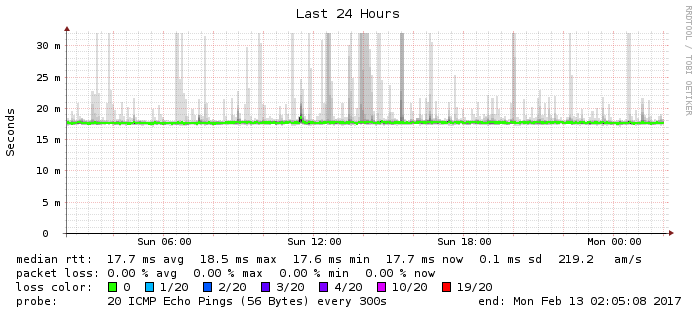 Last 24 Hours
RRDTOOL / TOBI OETIKER
Seconds
30 m
25 m
20 m
15 m
10 m
5 m
0
Sun 06:00 Sun 12:00 Sun 18:00 Mon 00:00
median rtt: 17.7 ms avg 18.5 ms max 17.6 ms min 17.7 ms now 0.1 ms sd 219.2 am/s
packet loss: 0.00 % avg 0.00 % max 0.00 % min 0.00 % now
loss color: 0 1/20 2/20 3/20 4/20 10/20 19/20
probe: 20 ICMP Echo Pings (56 Bytes) every 300s end: Mon Feb 13 02:05:08 2017